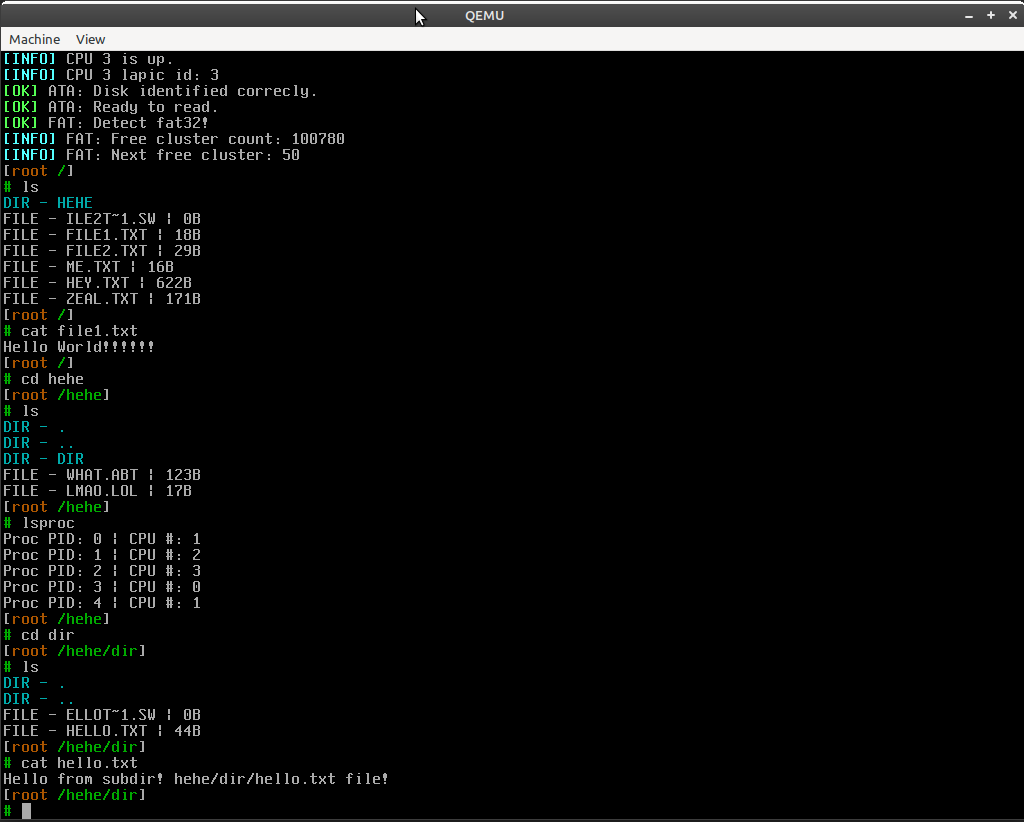 QEMU
Machine View
[INFO] CPU 3 is up.
[INFO] CPU 3 lapic id: 3
[OK] ATA: Disk identified correcly.
[OK] ATA: Ready to read.
[OK] FAT: Detect fat32!
[INFO] FAT: Free cluster count: 100780
[INFO] FAT: Next free cluster: 50
[root /]
# ls
DIR - HEHE
FILE - ILE2T~1.SW | 0B
FILE - FILE1.TXT | 18B
FILE - FILE2.TXT | 29B
FILE - ME.TXT | 16B
FILE - HEY.TXT | 622B
FILE - ZEAL.TXT | 171B
[root /]
# cat file1.txt
Hello World!!!!!!
[root /]
# cd hehe
[root /hehe]
# ls
DIR - .
DIR - ..
DIR - DIR
FILE - WHAT.ABT | 123B
FILE - LMAO.LOL | 17B
[root /hehe]
# lsproc
Proc PID: 0 | CPU #: 1
Proc PID: 1 | CPU #: 2
Proc PID: 2 | CPU #: 3
Proc PID: 3 | CPU #: 0
Proc PID: 4 | CPU #: 1
[root /hehe]
# cd dir
[root /hehe/dir]
# ls
DIR - .
DIR - ..
FILE - ELLOT~1.SW | 0B
FILE - HELLO.TXT | 44B
[root /hehe/dir]
# cat hello.txt
Hello from subdir! hehe/dir/hello.txt file!
[root /hehe/dir]
#